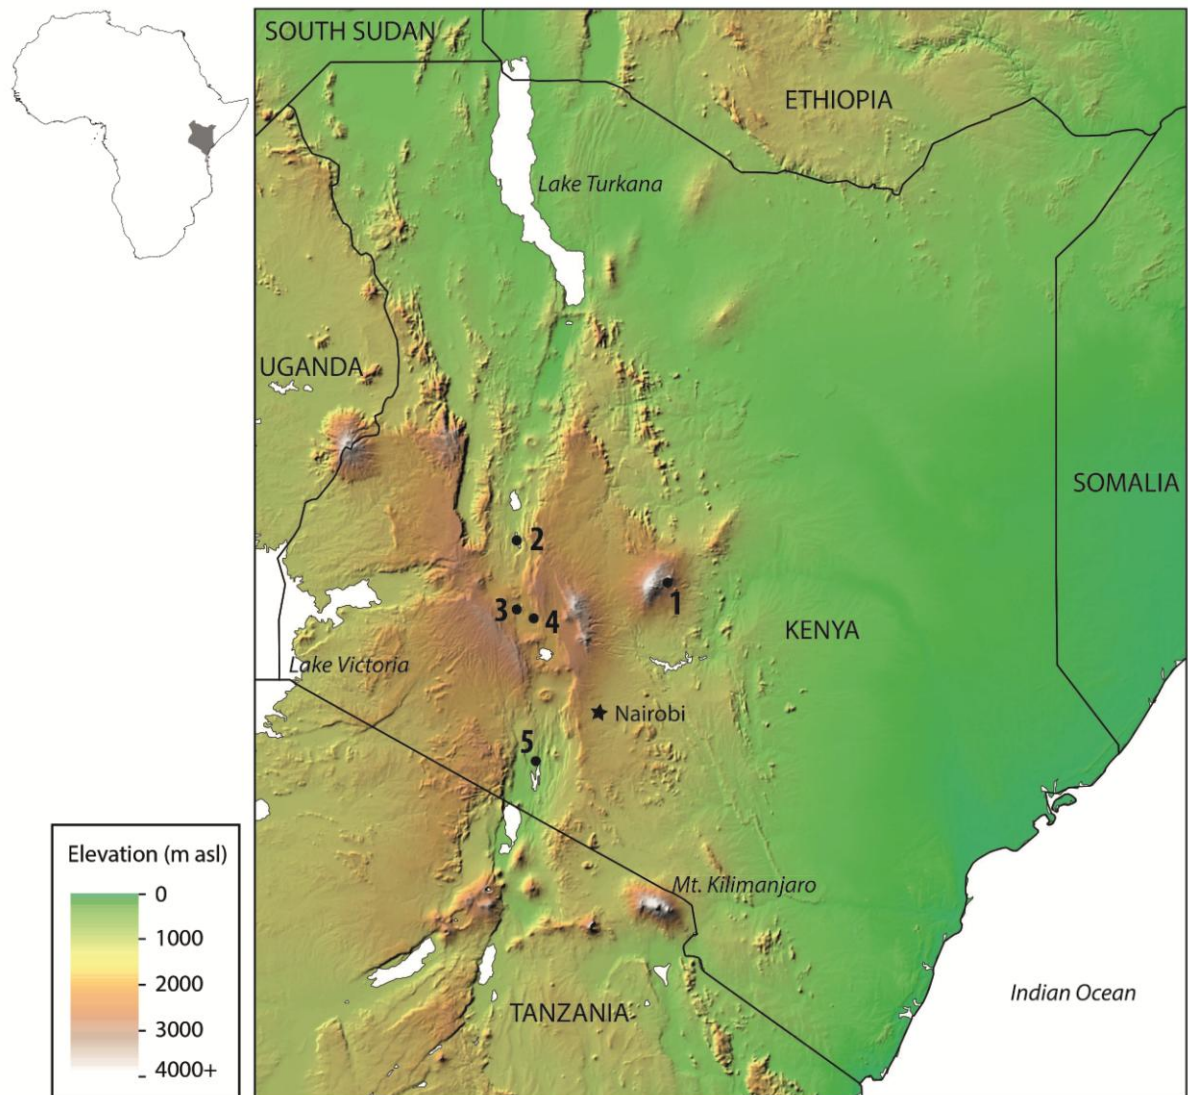 SOUTH SUDAN
ETHIOPIA
Lake Turkana
UGANDA
SOMALIA
2
1
3
4
KENYA
Lake Victoria
Nairobi
5
Elevation (m asl)
0
1000
2000
3000
4000+
Mt. Kilimanjaro
Indian Ocean
TANZANIA